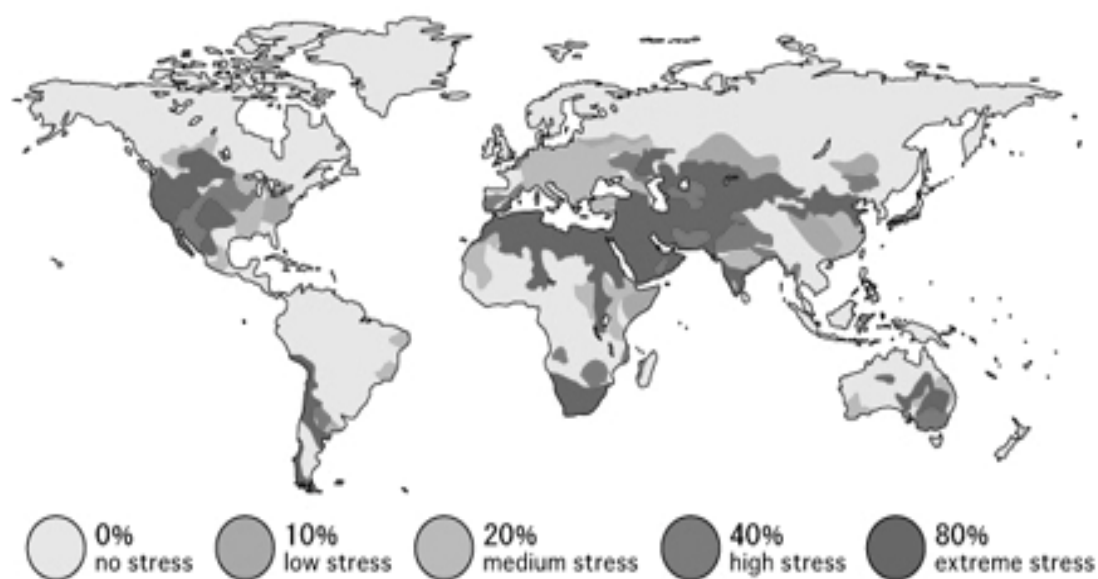 0%
no stress
10%
low stress
20%
medium stress
40%
high stress
80%
extreme stress